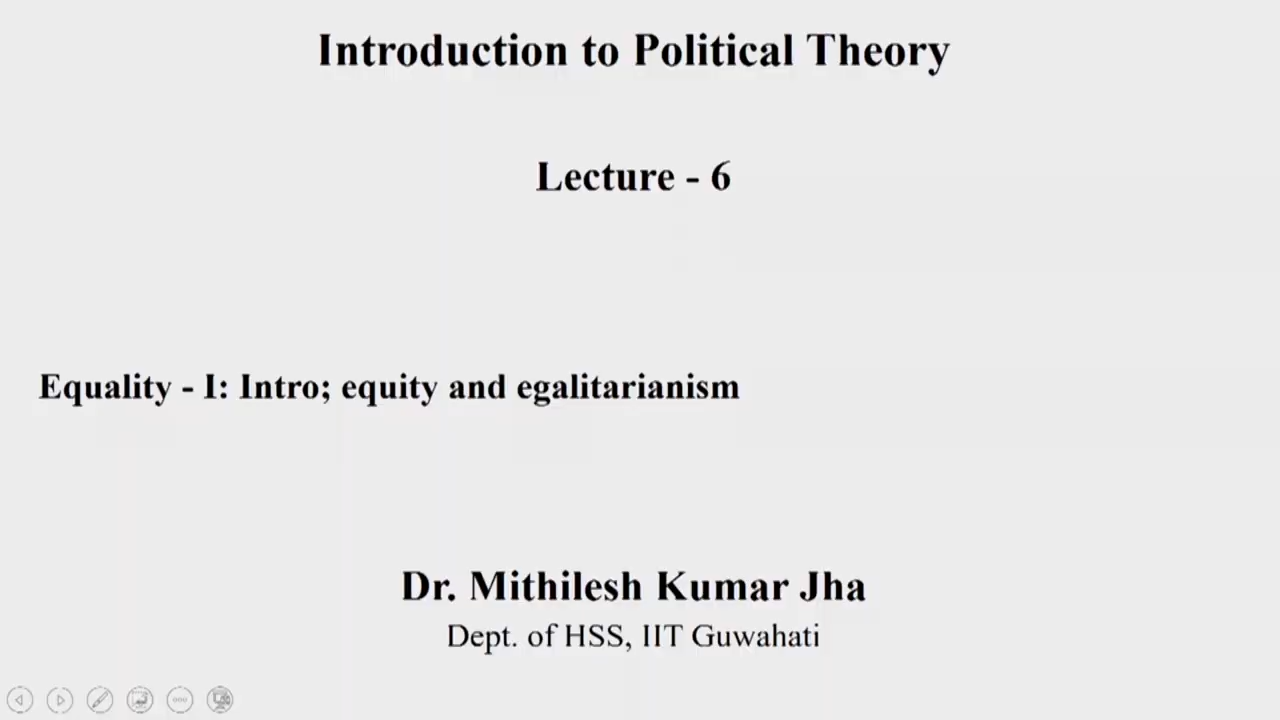 Introduction to Political Theory
Lecture - 6
Equality - I: Intro; equity and egalitarianism
Dr. Mithilesh Kumar Jha
Dept. of HSS, IIT Guwahati